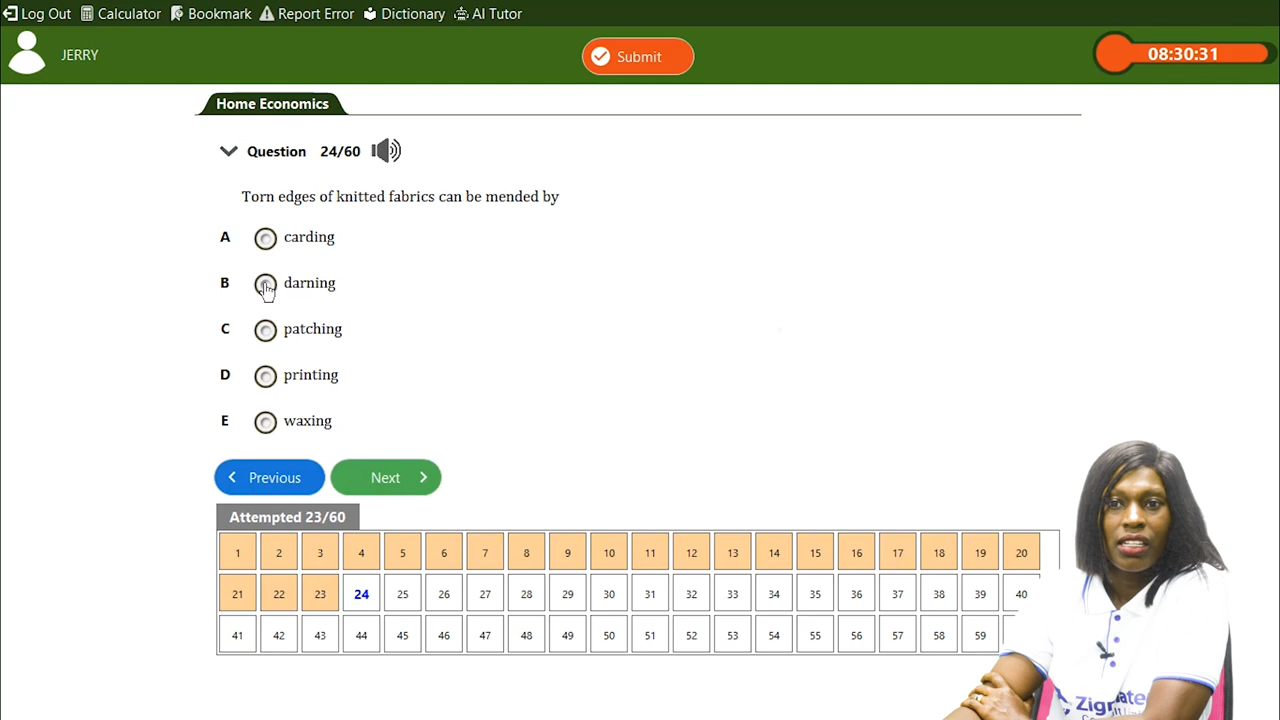 Log Out Calculator Bookmark Report Error Dictionary AI Tutor
JERRY
Submit
08:30:31
Home Economics
Question 24/60
Torn edges of knitted fabrics can be mended by
A carding
B darning
C patching
D printing
E waxing
Previous Next
Attempted 23/60
1 2 3 4 5 6 7 8 9 10 11 12 13 14 15 16 17 18 19 20
21 22 23 24 25 26 27 28 29 30 31 32 33 34 35 36 37 38 39 40
41 42 43 44 45 46 47 48 49 50 51 52 53 54 55 56 57 58 59